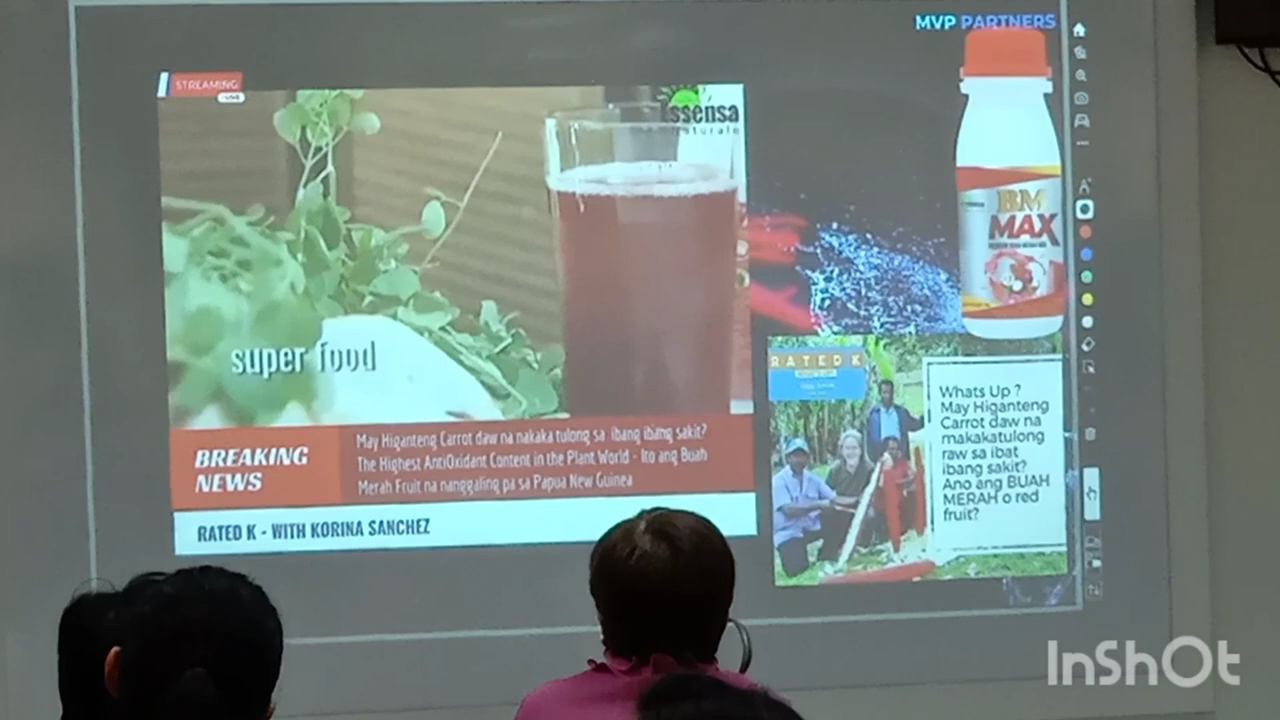 MVP PARTNERS
STREAMING
LIVE
Essensa
naturale
super food
BREAKING
NEWS
May Higanteng Carrot daw na nakaka tulong sa ibang ibang sakit?
The Highest AntiOxidant Content in the Plant World - Ito ang Buah
Merah Fruit na nanggaling pa sa Papua New Guinea
RATED K - WITH KORINA SANCHEZ
BM
MAX
RATED K
Whats Up ?
May Higanteng
Carrot daw na
makakatulong
raw sa ibat
ibang sakit?
Ano ang BUAH
MERAH o red
fruit?
InShOt